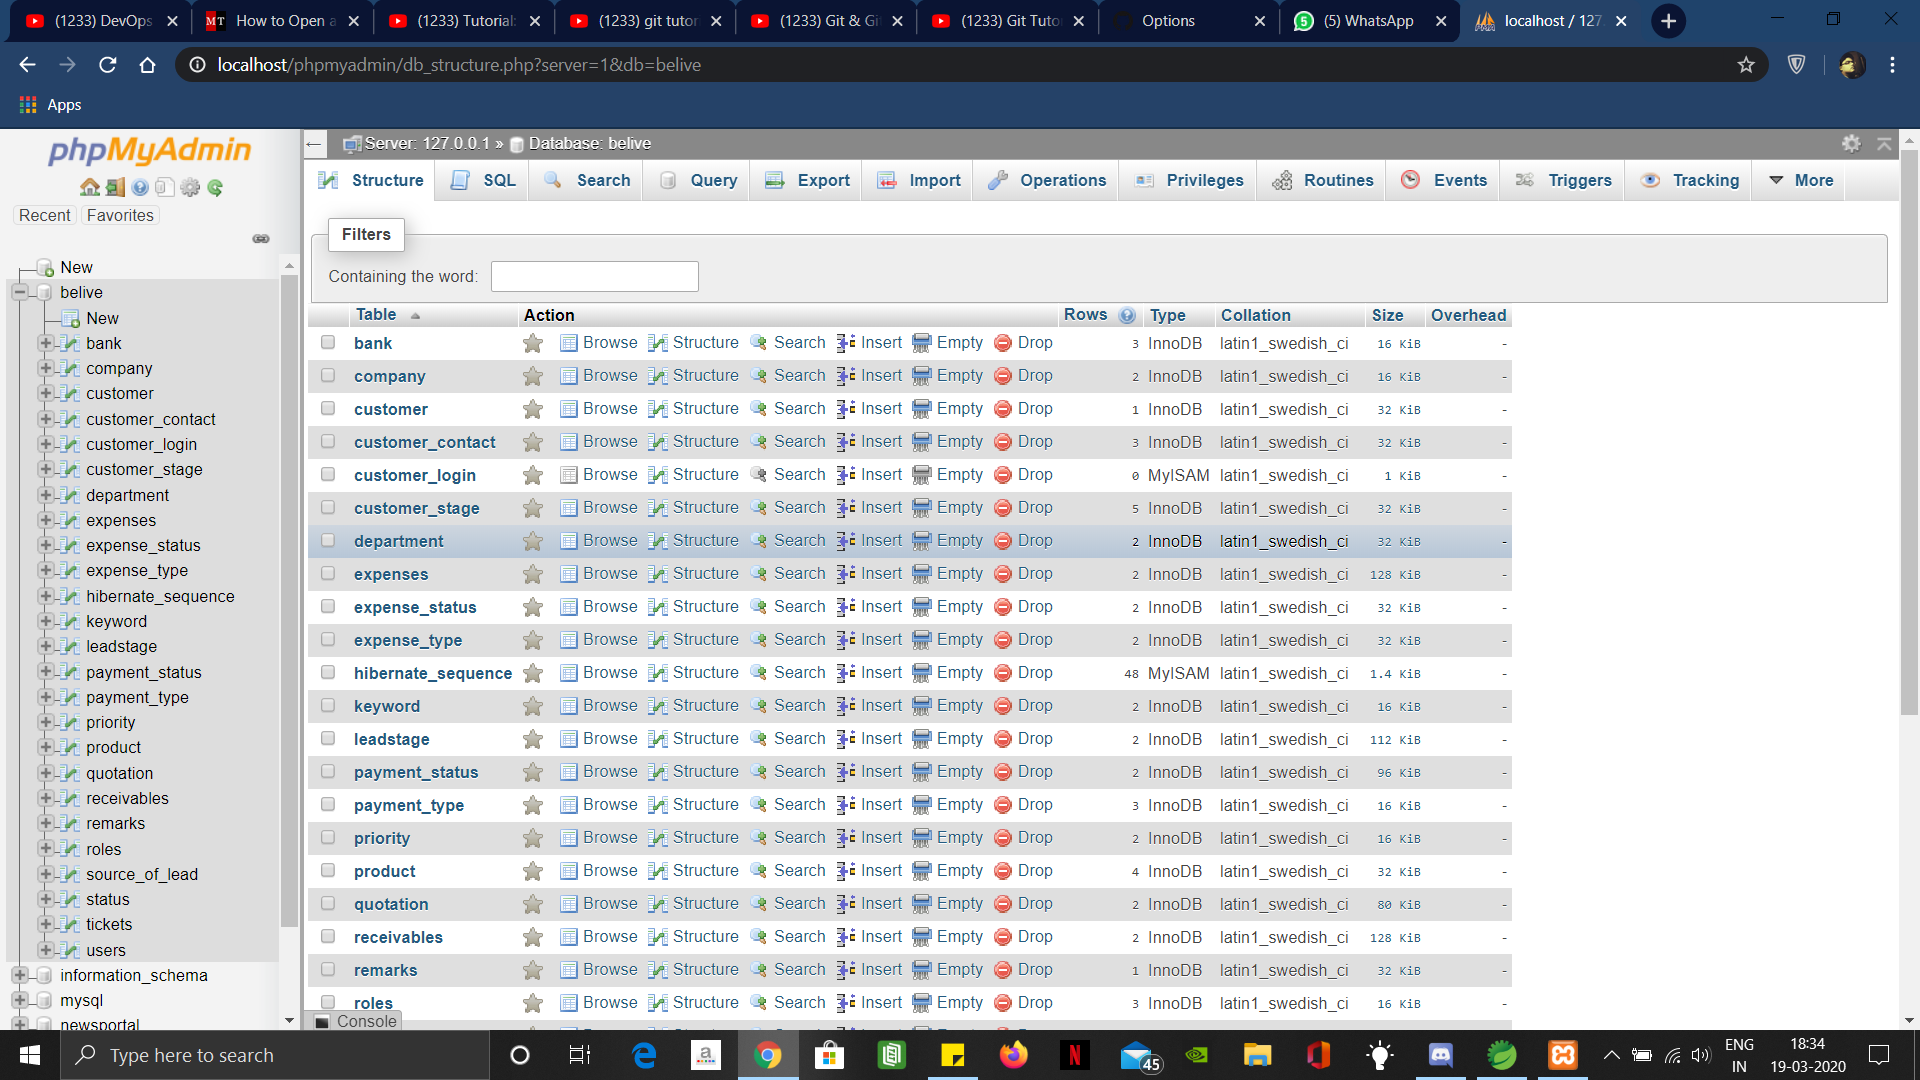 (1233) DevOps
How to Open a
(1233) Tutorial:
(1233) git tutor
(1233) Git & Gi
(1233) Git Tuto
Options
(5) WhatsApp
localhost / 127
localhost/phpmyadmin/db_structure.php?server=1&db=belive
Apps
phpMyAdmin
Recent
Favorites
New
belive
New
bank
company
customer
customer_contact
customer_login
customer_stage
department
expenses
expense_status
expense_type
hibernate_sequence
keyword
leadstage
payment_status
payment_type
priority
product
quotation
receivables
remarks
roles
source_of_lead
status
tickets
users
information_schema
mysql
newsportal
Server: 127.0.0.1 » Database: belive
Structure SQL Search Query Export Import Operations Privileges Routines Events Triggers Tracking More
Filters
Containing the word:
Table Action Rows Type Collation Size Overhead
bank Browse Structure Search Insert Empty Drop 3 InnoDB latin1_swedish_ci 16 KiB -
company Browse Structure Search Insert Empty Drop 2 InnoDB latin1_swedish_ci 16 KiB -
customer Browse Structure Search Insert Empty Drop 1 InnoDB latin1_swedish_ci 32 KiB -
customer_contact Browse Structure Search Insert Empty Drop 3 InnoDB latin1_swedish_ci 32 KiB -
customer_login Browse Structure Search Insert Empty Drop 0 MyISAM latin1_swedish_ci 1 KiB -
customer_stage Browse Structure Search Insert Empty Drop 5 InnoDB latin1_swedish_ci 32 KiB -
department Browse Structure Search Insert Empty Drop 2 InnoDB latin1_swedish_ci 32 KiB -
expenses Browse Structure Search Insert Empty Drop 2 InnoDB latin1_swedish_ci 128 KiB -
expense_status Browse Structure Search Insert Empty Drop 2 InnoDB latin1_swedish_ci 32 KiB -
expense_type Browse Structure Search Insert Empty Drop 2 InnoDB latin1_swedish_ci 32 KiB -
hibernate_sequence Browse Structure Search Insert Empty Drop 48 MyISAM latin1_swedish_ci 1.4 KiB -
keyword Browse Structure Search Insert Empty Drop 2 InnoDB latin1_swedish_ci 16 KiB -
leadstage Browse Structure Search Insert Empty Drop 2 InnoDB latin1_swedish_ci 112 KiB -
payment_status Browse Structure Search Insert Empty Drop 2 InnoDB latin1_swedish_ci 96 KiB -
payment_type Browse Structure Search Insert Empty Drop 3 InnoDB latin1_swedish_ci 16 KiB -
priority Browse Structure Search Insert Empty Drop 2 InnoDB latin1_swedish_ci 16 KiB -
product Browse Structure Search Insert Empty Drop 4 InnoDB latin1_swedish_ci 32 KiB -
quotation Browse Structure Search Insert Empty Drop 2 InnoDB latin1_swedish_ci 80 KiB -
receivables Browse Structure Search Insert Empty Drop 2 InnoDB latin1_swedish_ci 128 KiB -
remarks Browse Structure Search Insert Empty Drop 1 InnoDB latin1_swedish_ci 32 KiB -
roles Browse Structure Search Insert Empty Drop 3 InnoDB latin1_swedish_ci 16 KiB -
Console
Type here to search
45
ENG
IN
18:34
19-03-2020